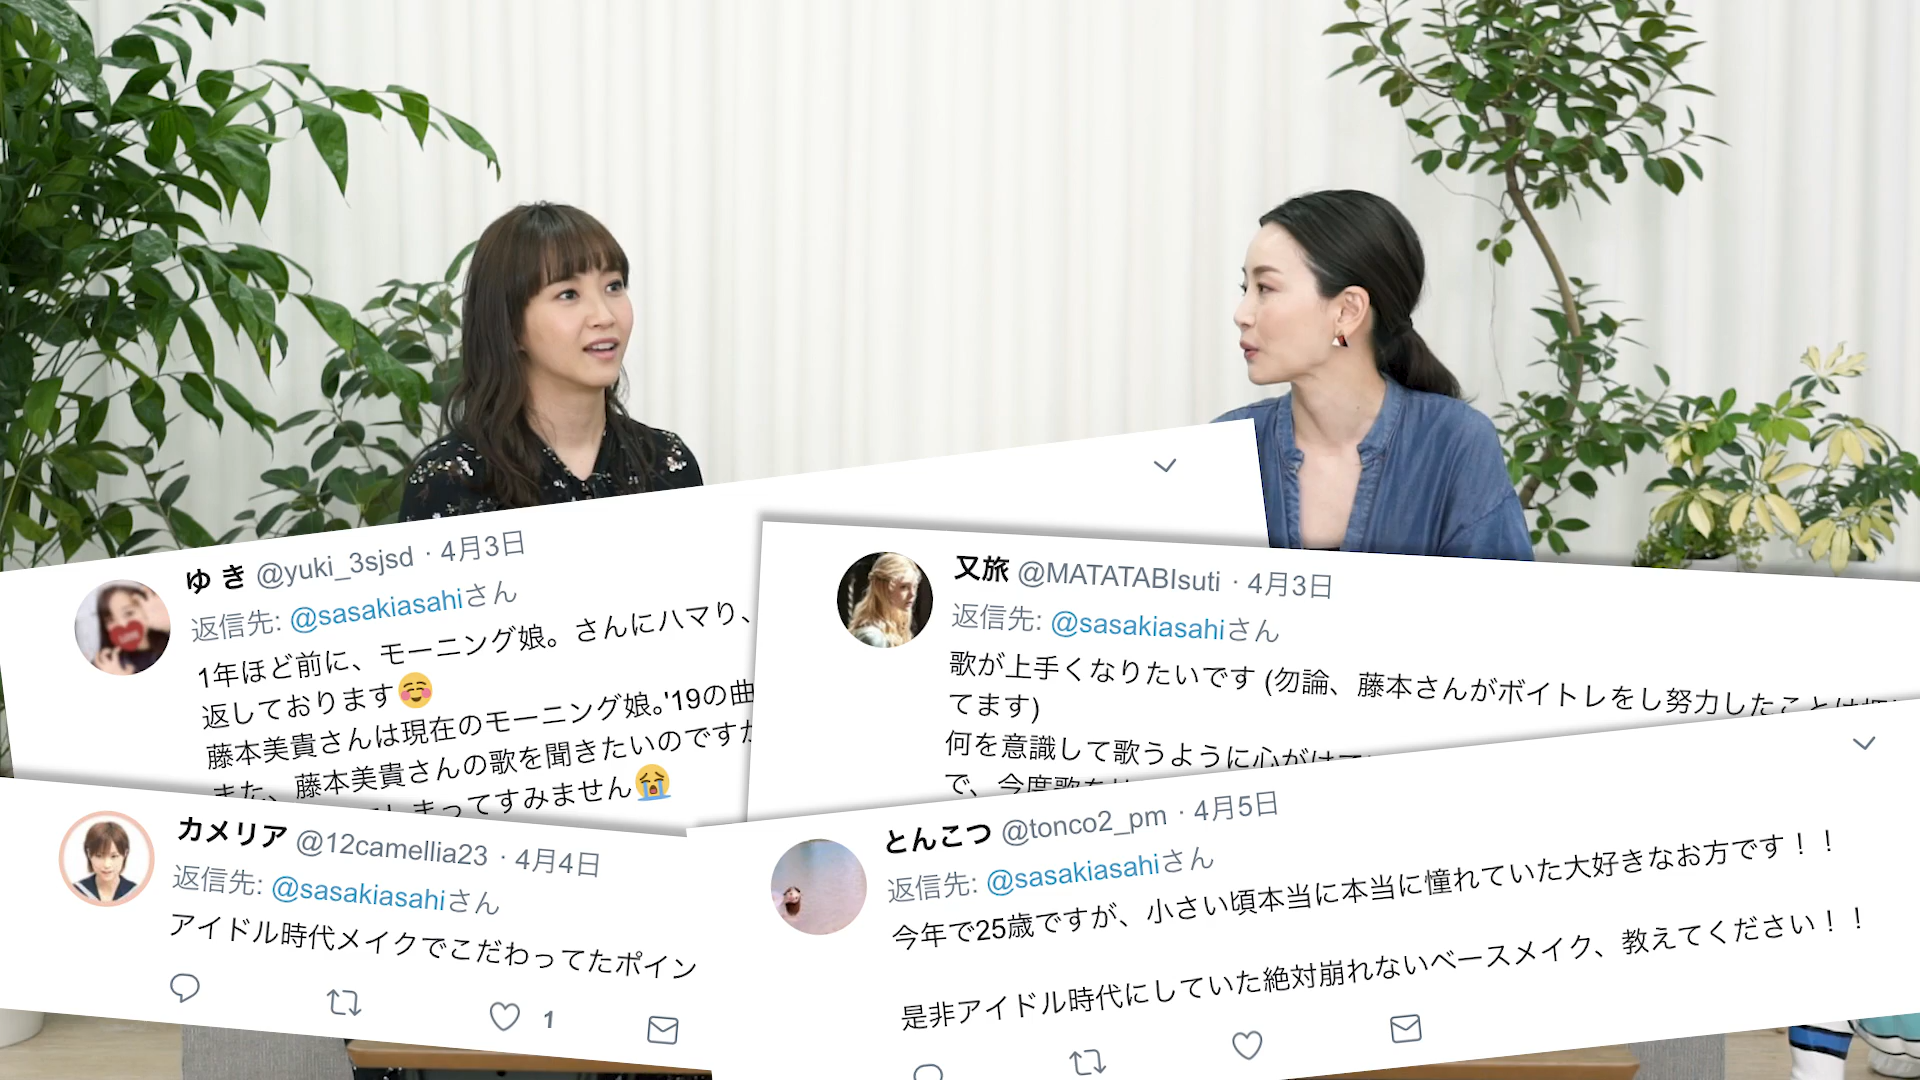 ゆ き @yuki_3sjsd · 4月3日
返信先: @sasakiasahiさん
1年ほど前に、モーニング娘。さんにハマり、
返しております☺️
藤本美貴さんは現在のモーニング娘。'19の曲
また、藤本美貴さんの歌を聞きたいのですが
しまってすみません😭
又旅 @MATATABIsuti · 4月3日
返信先: @sasakiasahiさん
歌が上手くなりたいです (勿論、藤本さんがボイトレをし努力したことは
てます)
何を意識して歌うように心がけて
で、今度歌を
カメリア @12camellia23 · 4月4日
返信先: @sasakiasahiさん
アイドル時代メイクでこだわってたポイン
1
とんこつ @tonco2_pm · 4月5日
返信先: @sasakiasahiさん
今年で25歳ですが、小さい頃本当に本当に憧れていた大好きなお方です！！
是非アイドル時代にしていた絶対崩れないベースメイク、教えてください！！